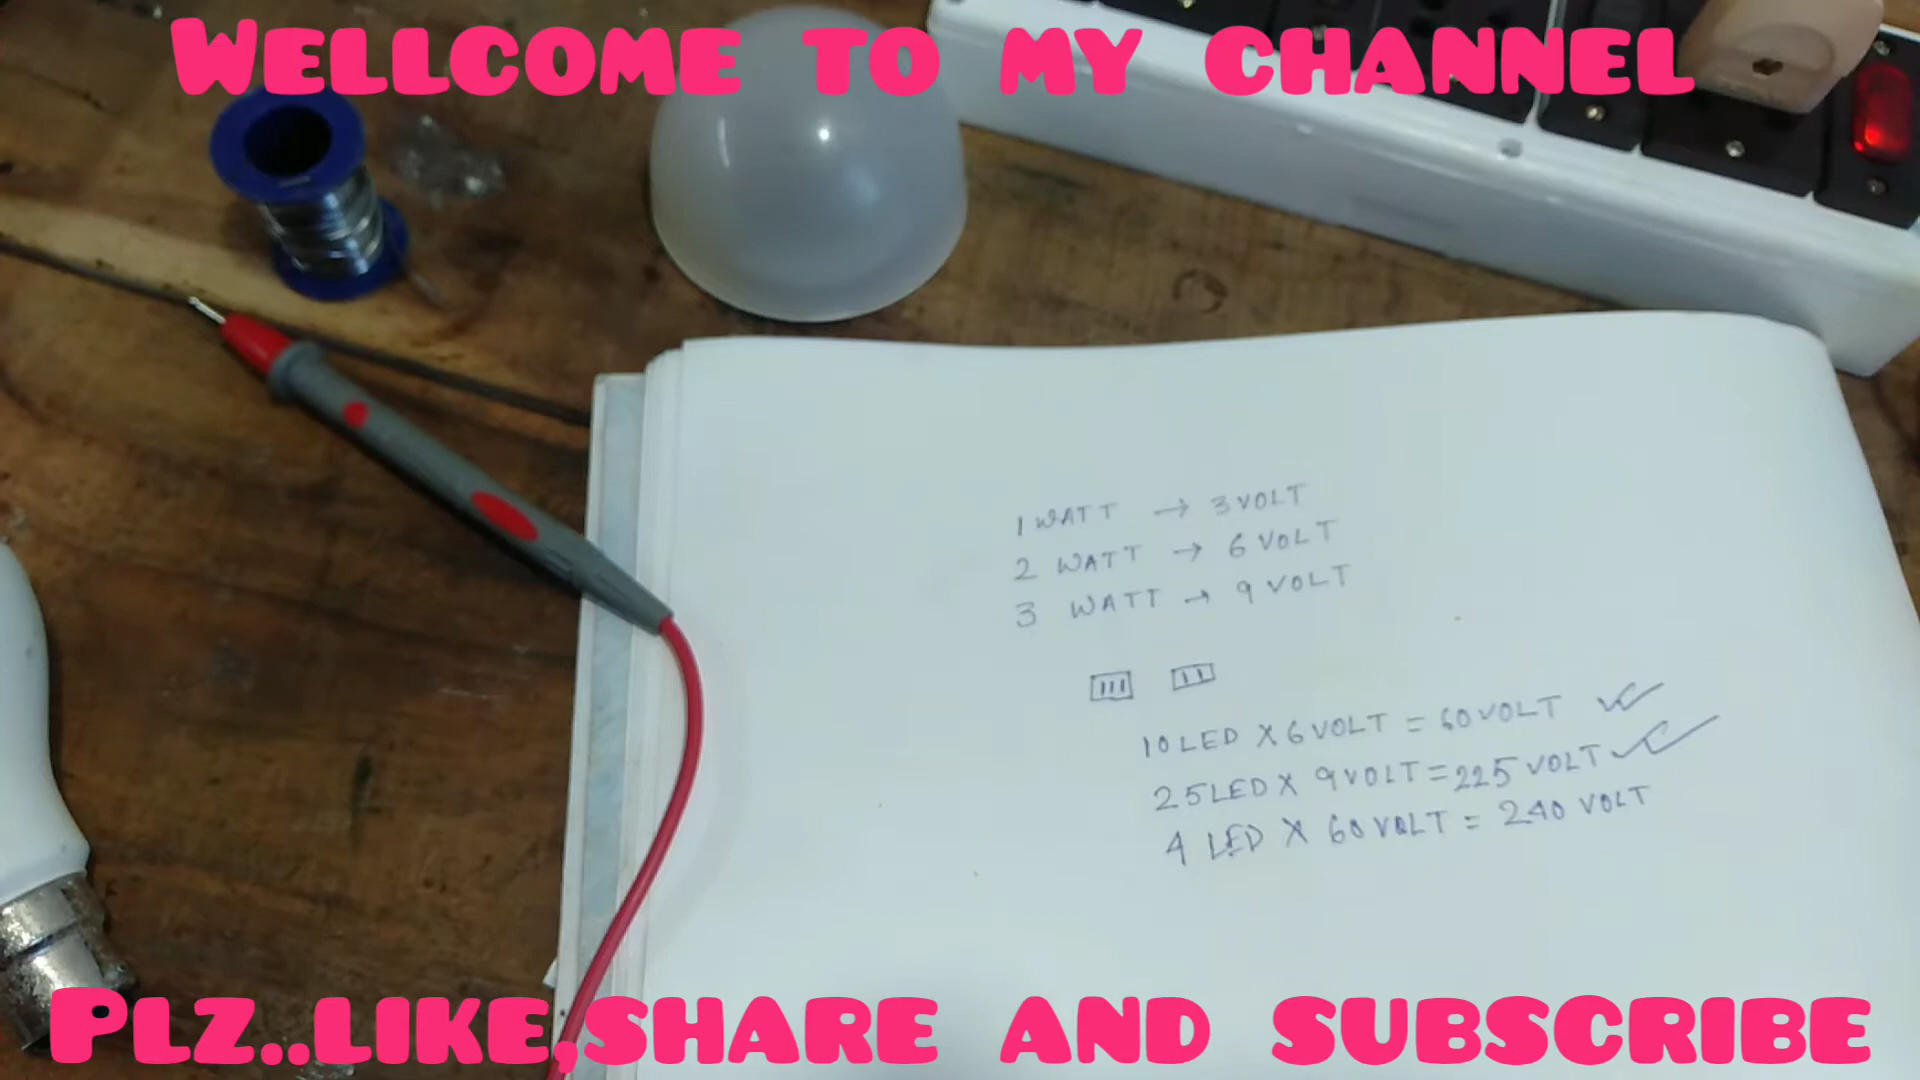 WELLCOME TO MY CHANNEL
1 WATT → 3 VOLT
2 WATT → 6 VOLT
3 WATT → 9 VOLT
10 LED X 6 VOLT = 60 VOLT
25 LED X 9 VOLT = 225 VOLT
4 LED X 60 VOLT = 240 VOLT
PLZ..LIKE,SHARE AND SUBSCRIBE